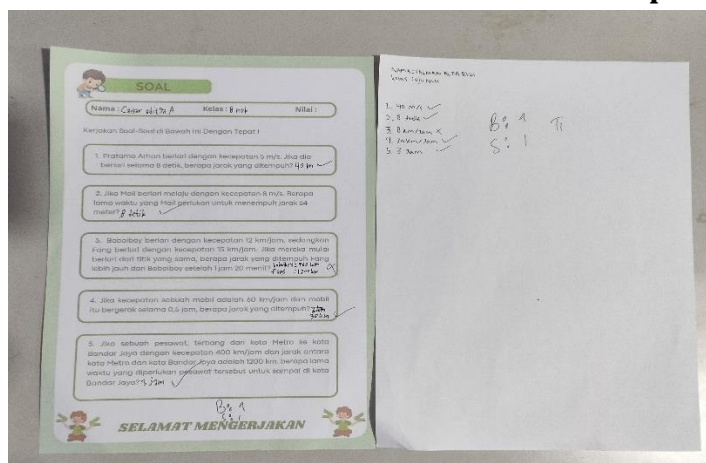 SOAL
Nama : Caesar aditya A Kelas : 8 Nilai :
Kerjakan Soal-Soal di Bawah Ini Dengan Tepat !
1. Pratama Arhan berlari dengan kecepatan 5 m/s. Jika dia
berlari selama 8 detik, berapa jarak yang ditempuh?
2. Jika Mail berlari melaju dengan kecepatan 8 m/s. Berapa
lama waktu yang Mail perlukan untuk menempuh jarak 64
meter? 8 detik
3. Boboiboy berlari dengan kecepatan 12 km/jam, sedangkan
Fang berlari dengan kecepatan 15 km/jam. Jika mereka mulai
berlari dari titik yang sama, berapa jarak yang ditempuh Fang
lebih jauh dari Boboiboy setelah 1 jam 20 menit?
4. Jika kecepatan sebuah mobil adalah 60 km/jam dan mobil
itu bergerak selama 0,5 jam, berapa jarak yang ditempuh?
5. Jika sebuah pesawat, terbang dari kota Metro ke kota
Bandar Jaya dengan kecepatan 400 km/jam dan jarak antara
kota Metro dan kota Bandar Jaya adalah 1200 km, berapa lama
waktu yang diperlukan pesawat tersebut untuk sampai di kota
Bandar Jaya? 3 jam
SELAMAT MENGERJAKAN
1. 40 m/s
2. 8
3. 8 km/jam
5. 3 jam
S: 1